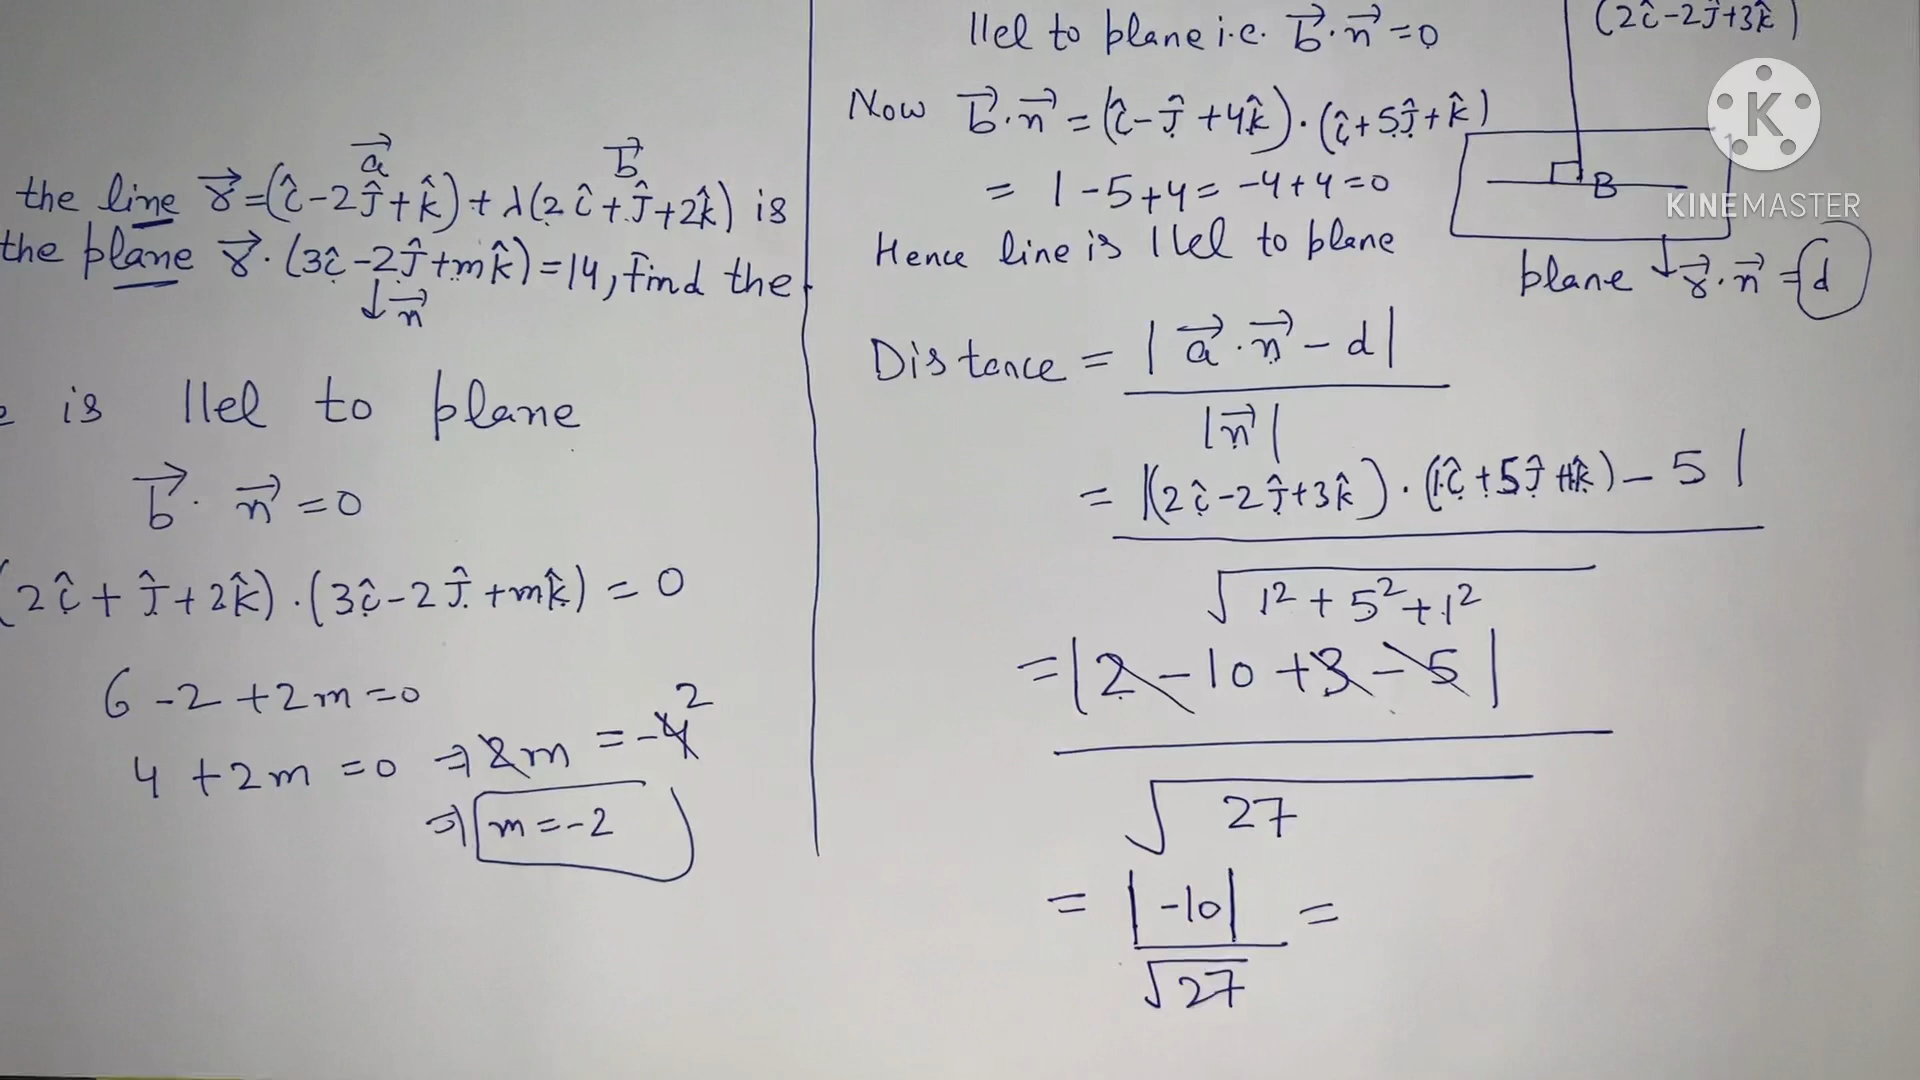 the line r⃗=(î-2ĵ+k̂)+λ(2î+ĵ+2k̂) is
a⃗
b⃗
the plane r⃗.(3î-2ĵ+mk̂)=14, find the
↓n⃗
is llel to plane
b⃗. n⃗ =0
(2î+ĵ+2k̂).(3î-2ĵ+mk̂)=0
6-2+2m=0
4+2m=0 ⇒2m=-4 2
⇒ m=-2
llel to plane i.e. b⃗.n⃗=0
Now b⃗.n⃗=(î-ĵ+4k̂).(î+5ĵ+k̂)
= 1-5+4=-4+4=0
Hence line is llel to plane
Distance = |a⃗.n⃗-d|
|n⃗|
= |(2î-2ĵ+3k̂).(1î+5ĵ+1k̂)-5|
√1²+5²+1²
=|2-10+3-5|
√27
= |-10| =
√27
(2î-2ĵ+3k̂)
B
plane ↓r⃗.n⃗=d
K
KINEMASTER